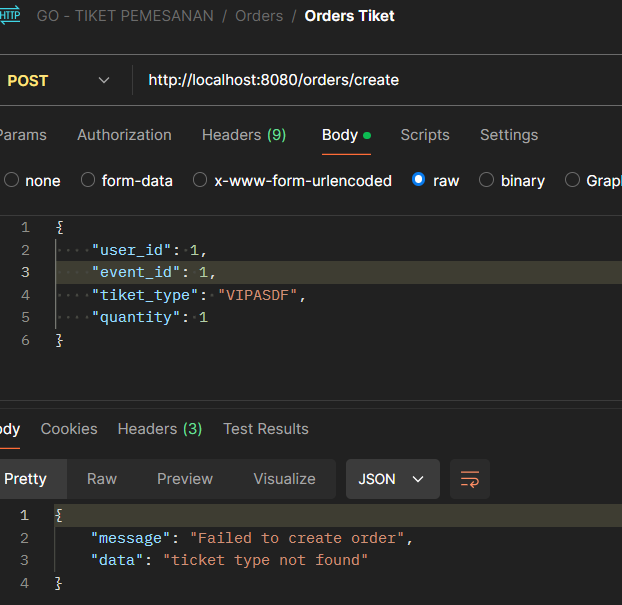 HTTP GO - TIKET PEMESANAN / Orders / Orders Tiket
POST http://localhost:8080/orders/create
Params Authorization Headers (9) Body Scripts Settings
none form-data x-www-form-urlencoded raw binary Grap
1 {
2 "user_id": 1,
3 "event_id": 1,
4 "tiket_type": "VIPASDF",
5 "quantity": 1
6 }
ody Cookies Headers (3) Test Results
Pretty Raw Preview Visualize JSON
1 {
2 "message": "Failed to create order",
3 "data": "ticket type not found"
4 }